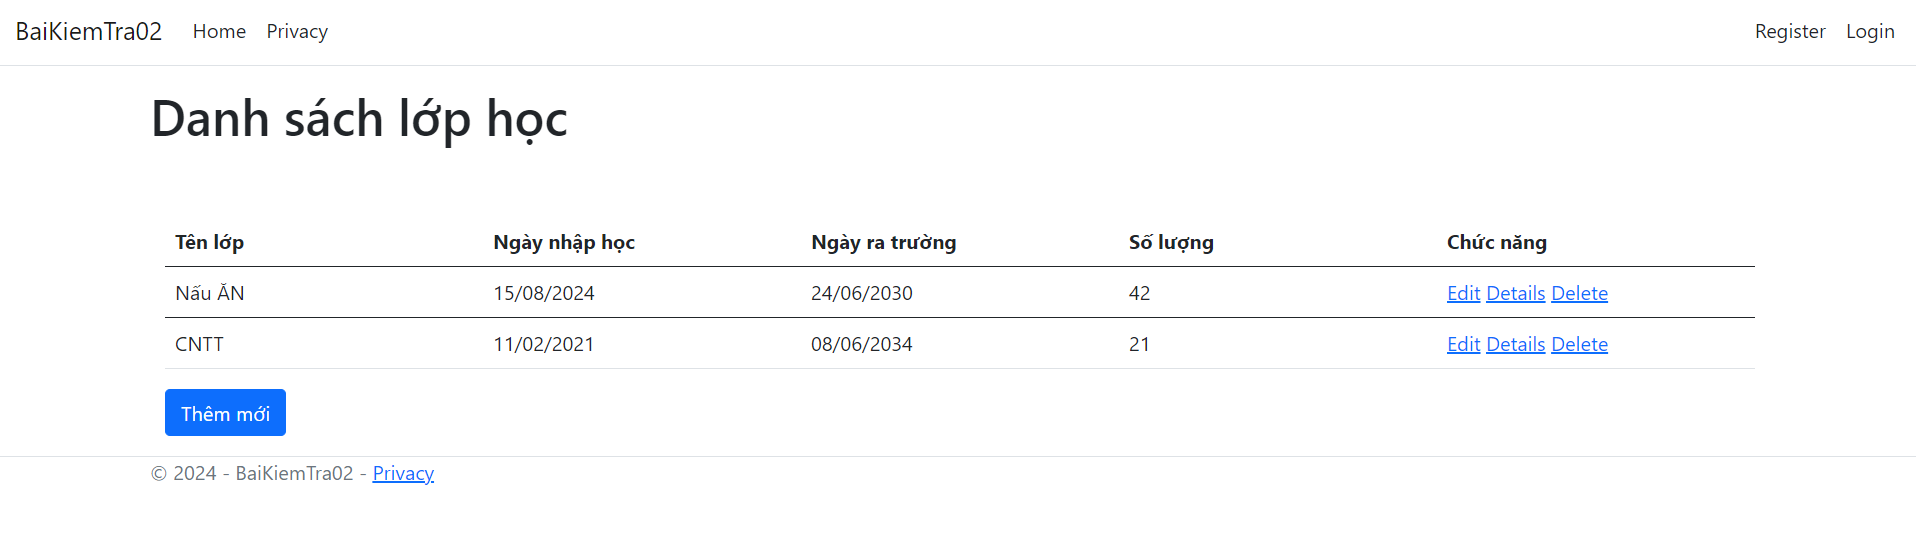 BaiKiemTra02 Home Privacy Register Login
Danh sách lớp học
Tên lớp Ngày nhập học Ngày ra trường Số lượng Chức năng
Nấu ĂN 15/08/2024 24/06/2030 42 Edit Details Delete
CNTT 11/02/2021 08/06/2034 21 Edit Details Delete
Thêm mới
© 2024 - BaiKiemTra02 - Privacy